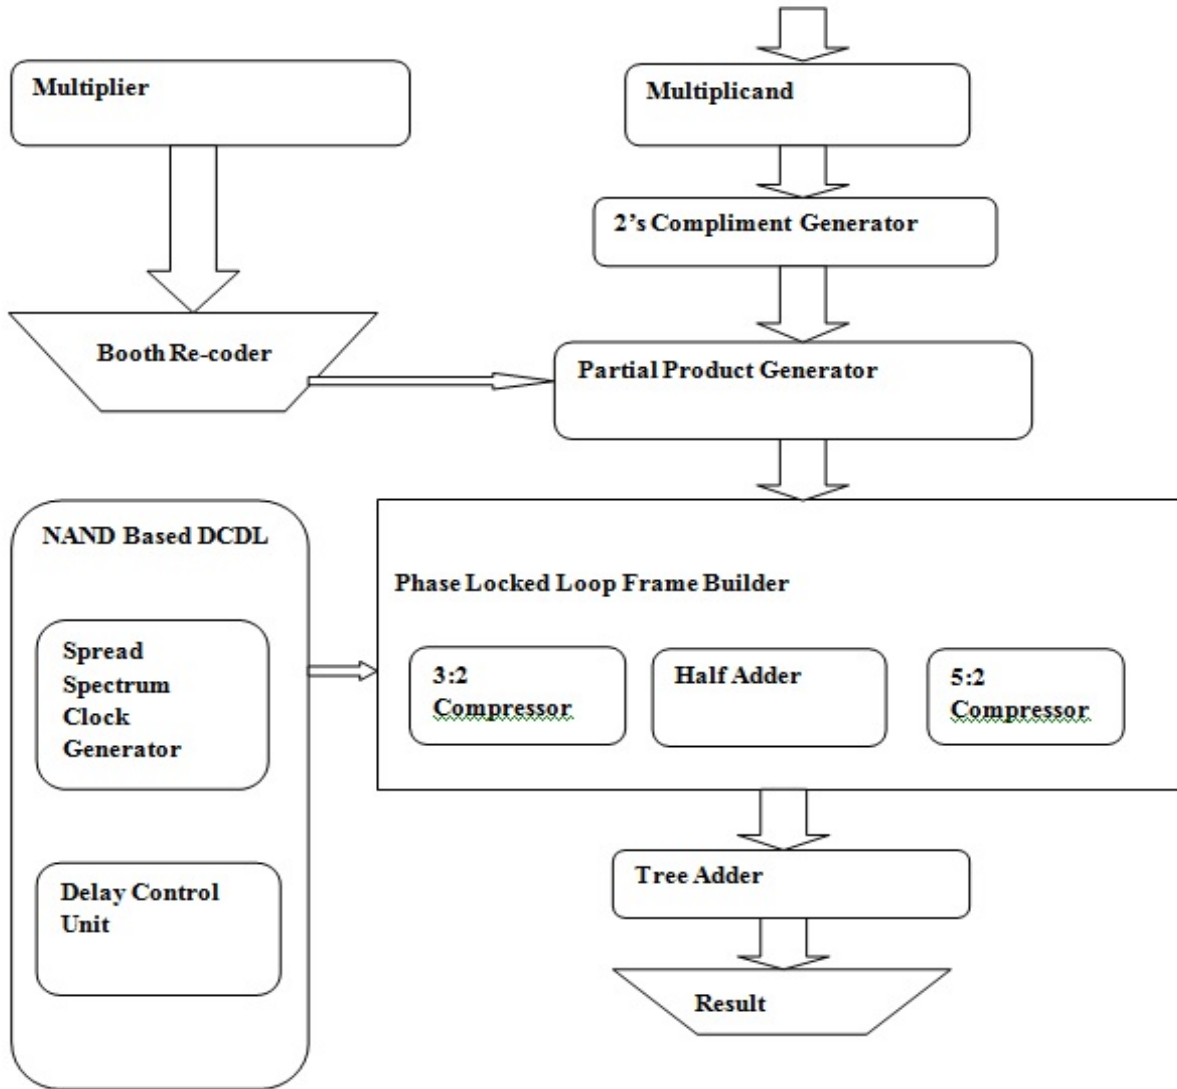 Multiplier
Multiplicand
2’s Compliment Generator
Booth Re-coder
Partial Product Generator
NAND Based DCDL
Spread
Spectrum
Clock
Generator
Delay Control
Unit
Phase Locked Loop Frame Builder
3:2
Compressor
Half Adder
5:2
Compressor
Tree Adder
Result